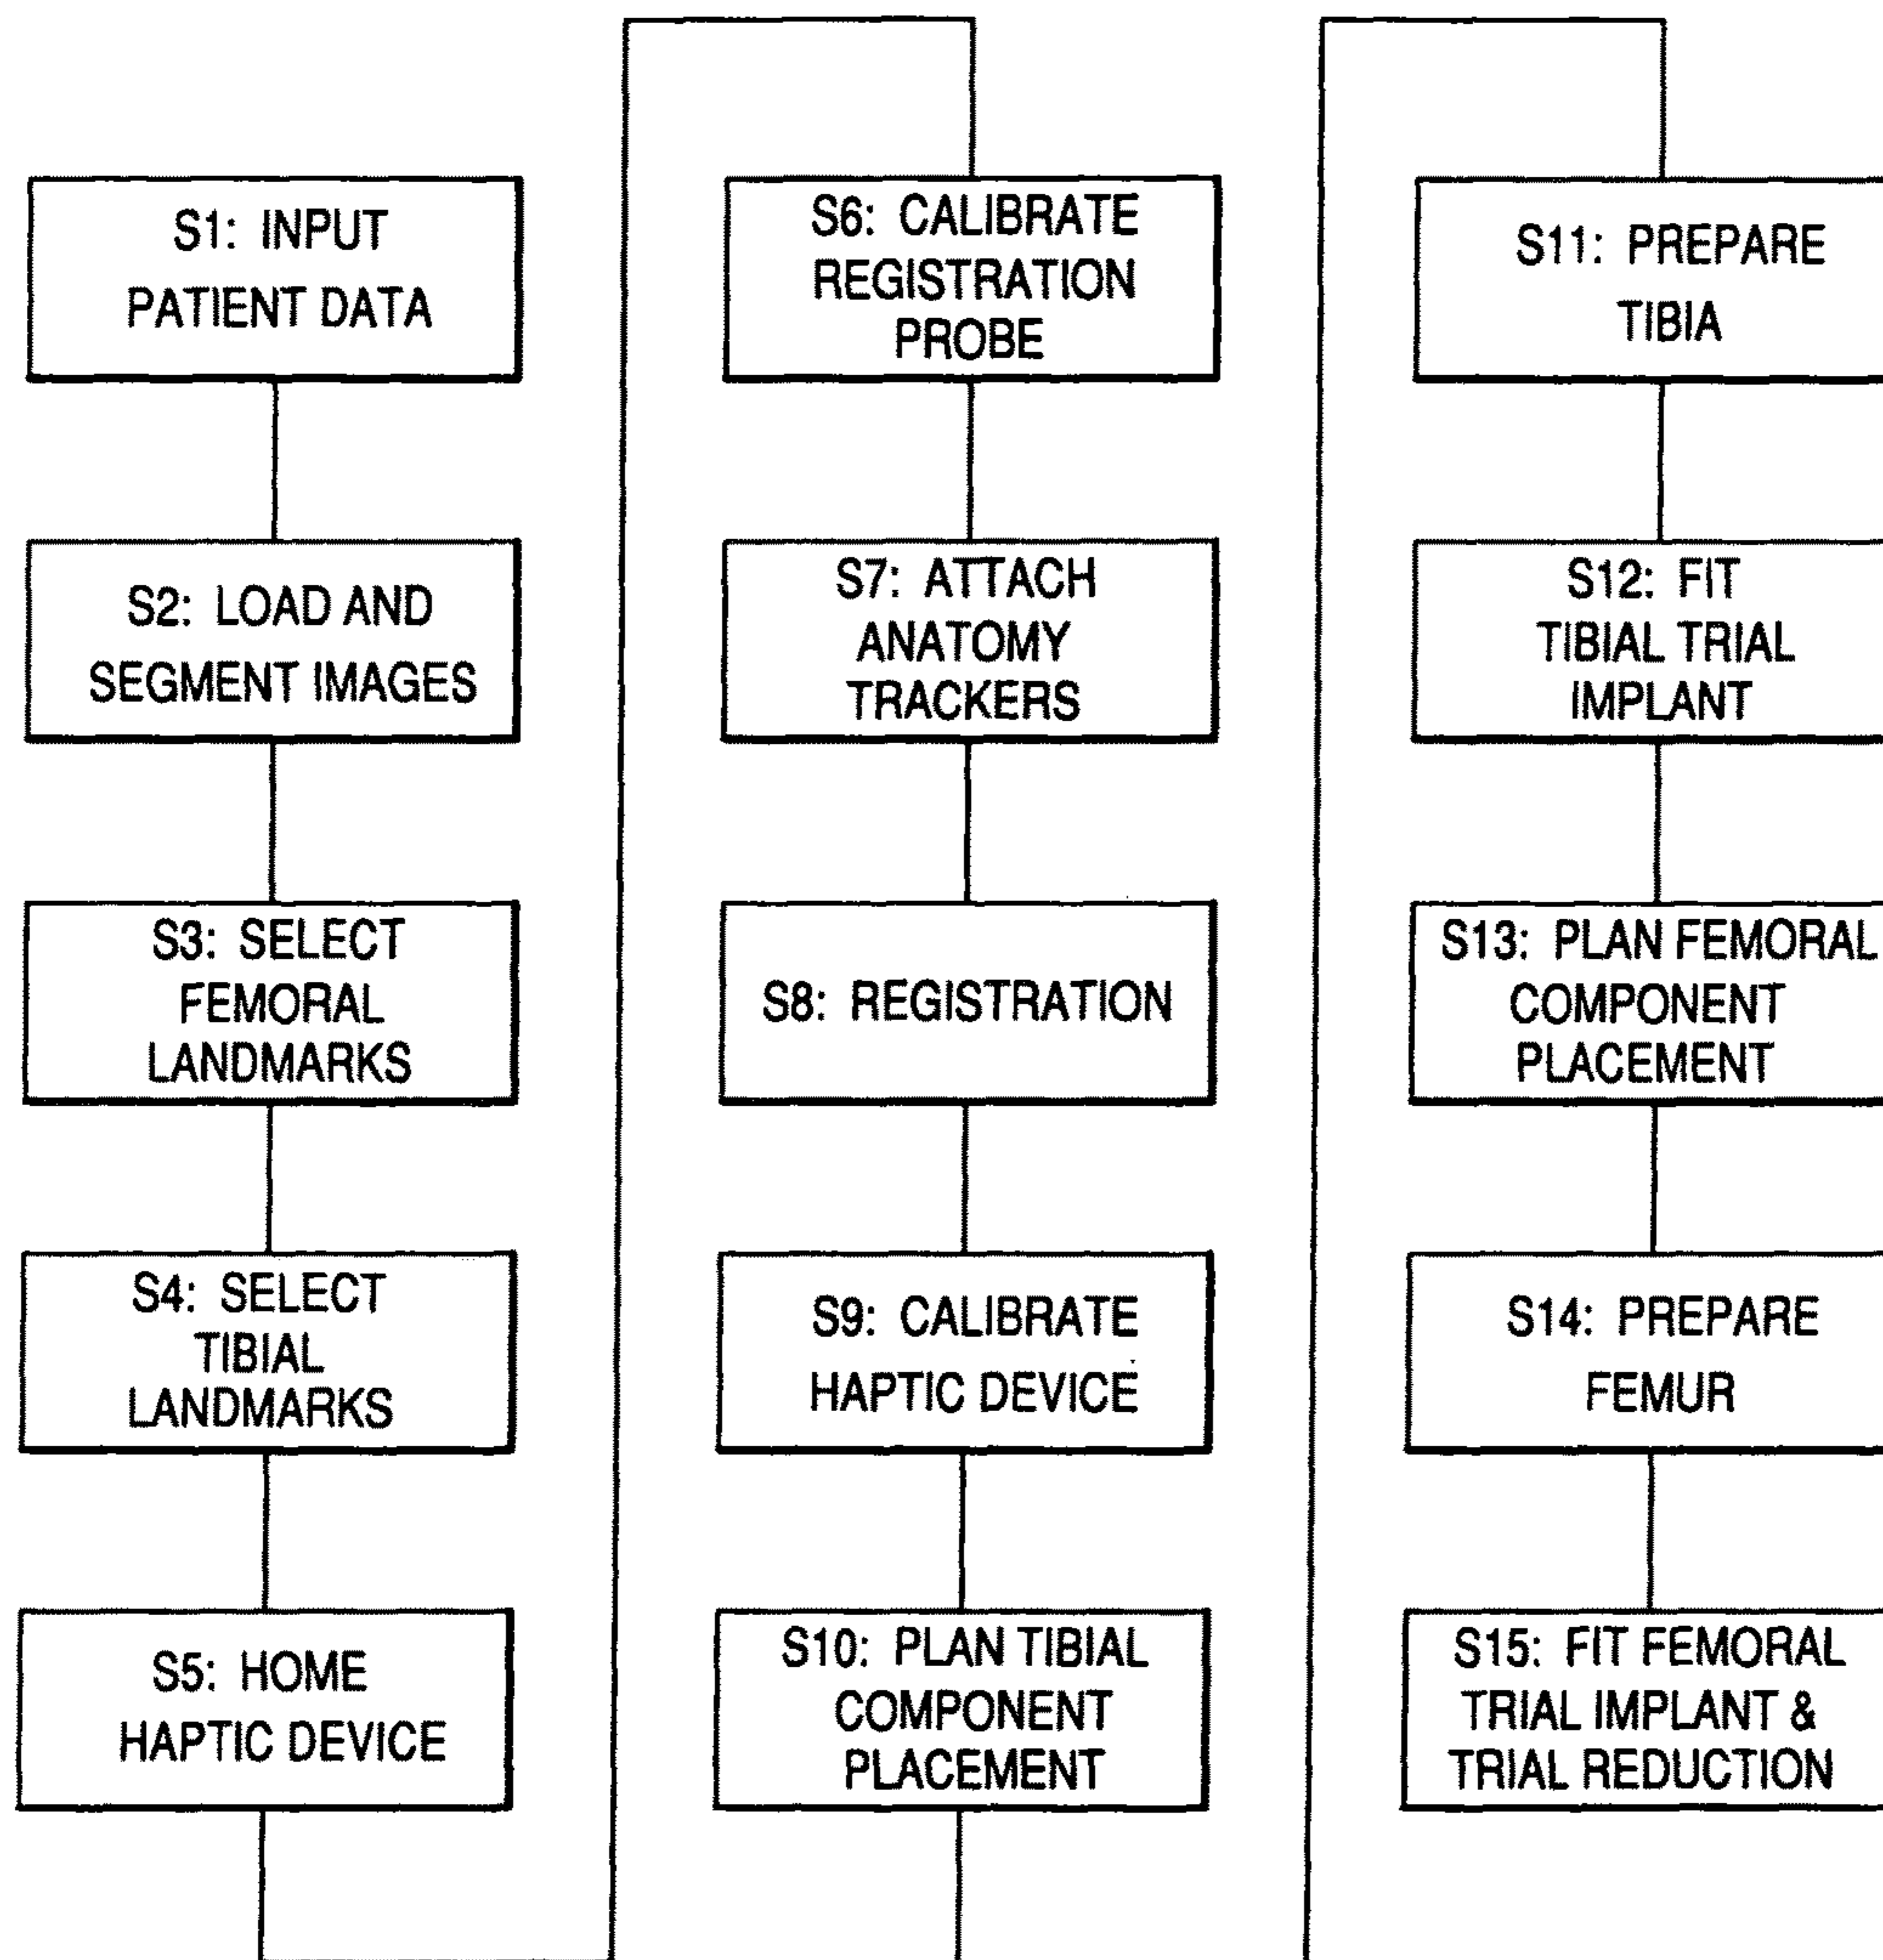 S1: INPUT
PATIENT DATA
S2: LOAD AND
SEGMENT IMAGES
S3: SELECT
FEMORAL
LANDMARKS
S4: SELECT
TIBIAL
LANDMARKS
S5: HOME
HAPTIC DEVICE
S6: CALIBRATE
REGISTRATION
PROBE
S7: ATTACH
ANATOMY
TRACKERS
S8: REGISTRATION
S9: CALIBRATE
HAPTIC DEVICE
S10: PLAN TIBIAL
COMPONENT
PLACEMENT
S11: PREPARE
TIBIA
S12: FIT
TIBIAL TRIAL
IMPLANT
S13: PLAN FEMORAL
COMPONENT
PLACEMENT
S14: PREPARE
FEMUR
S15: FIT FEMORAL
TRIAL IMPLANT &
TRIAL REDUCTION